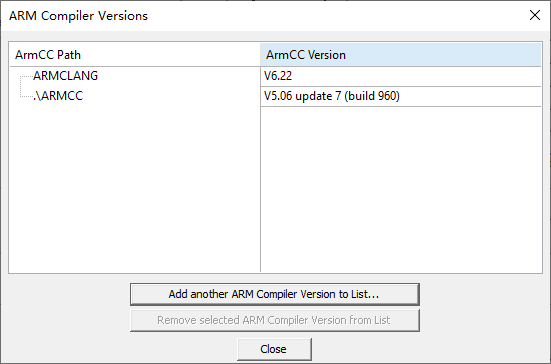 ARM Compiler Versions
ArmCC Path ArmCC Version
ARMCLANG V6.22
.\ARMCC V5.06 update 7 (build 960)
Add another ARM Compiler Version to List...
Remove selected ARM Compiler Version from List
Close